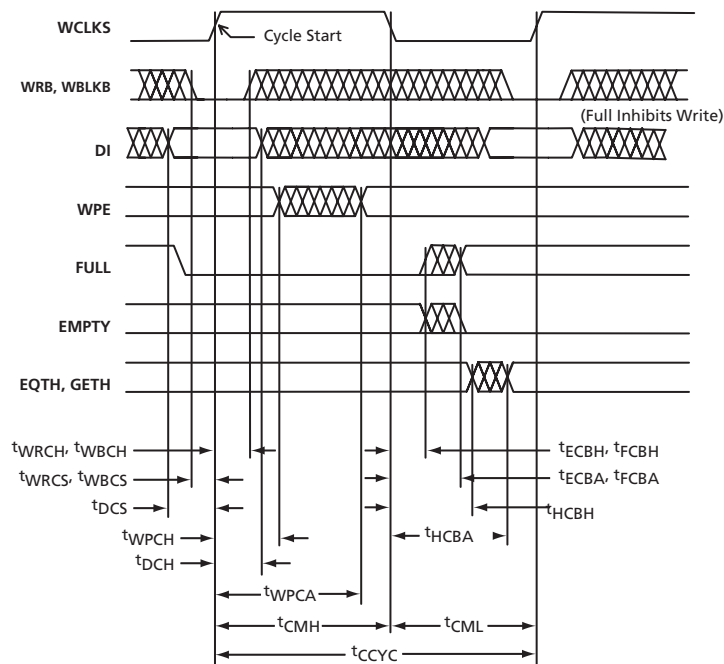 WCLKS
Cycle Start
WRB, WBLKB
(Full Inhibits Write)
DI
WPE
FULL
EMPTY
EQTH, GETH
tWRCH, tWBCH
tECBH, tFCBH
tWRCS, tWBCS
tECBA, tFCBA
tDCS
tHCBH
tWPCH
tHCBA
tDCH
tWPCA
tCMH
tCML
tCCYC